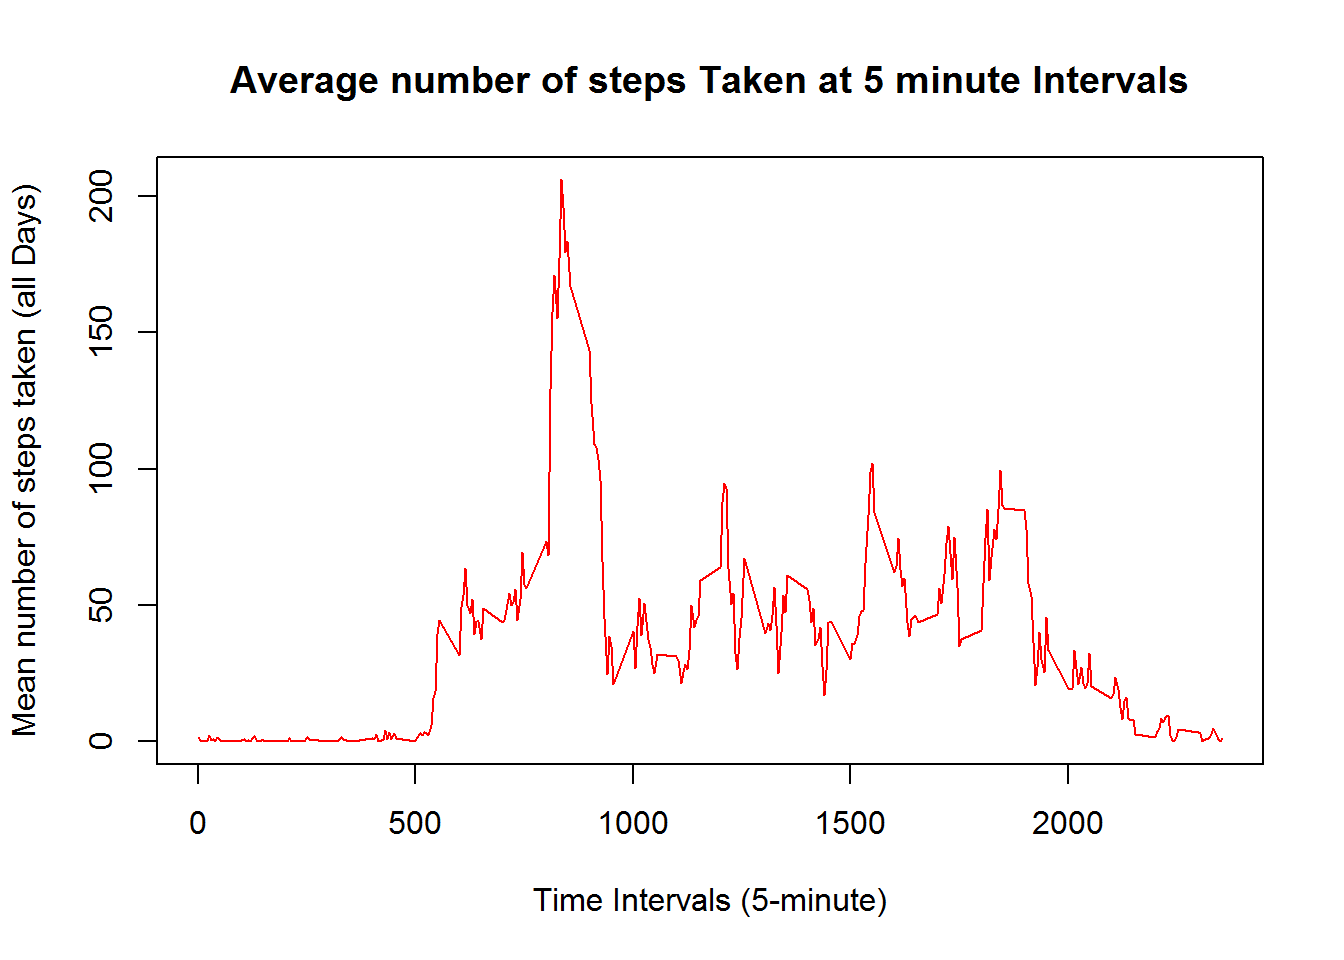 Average number of steps Taken at 5 minute Intervals
Mean number of steps taken (all Days)
200
150
100
50
0
0 500 1000 1500 2000
Time Intervals (5-minute)